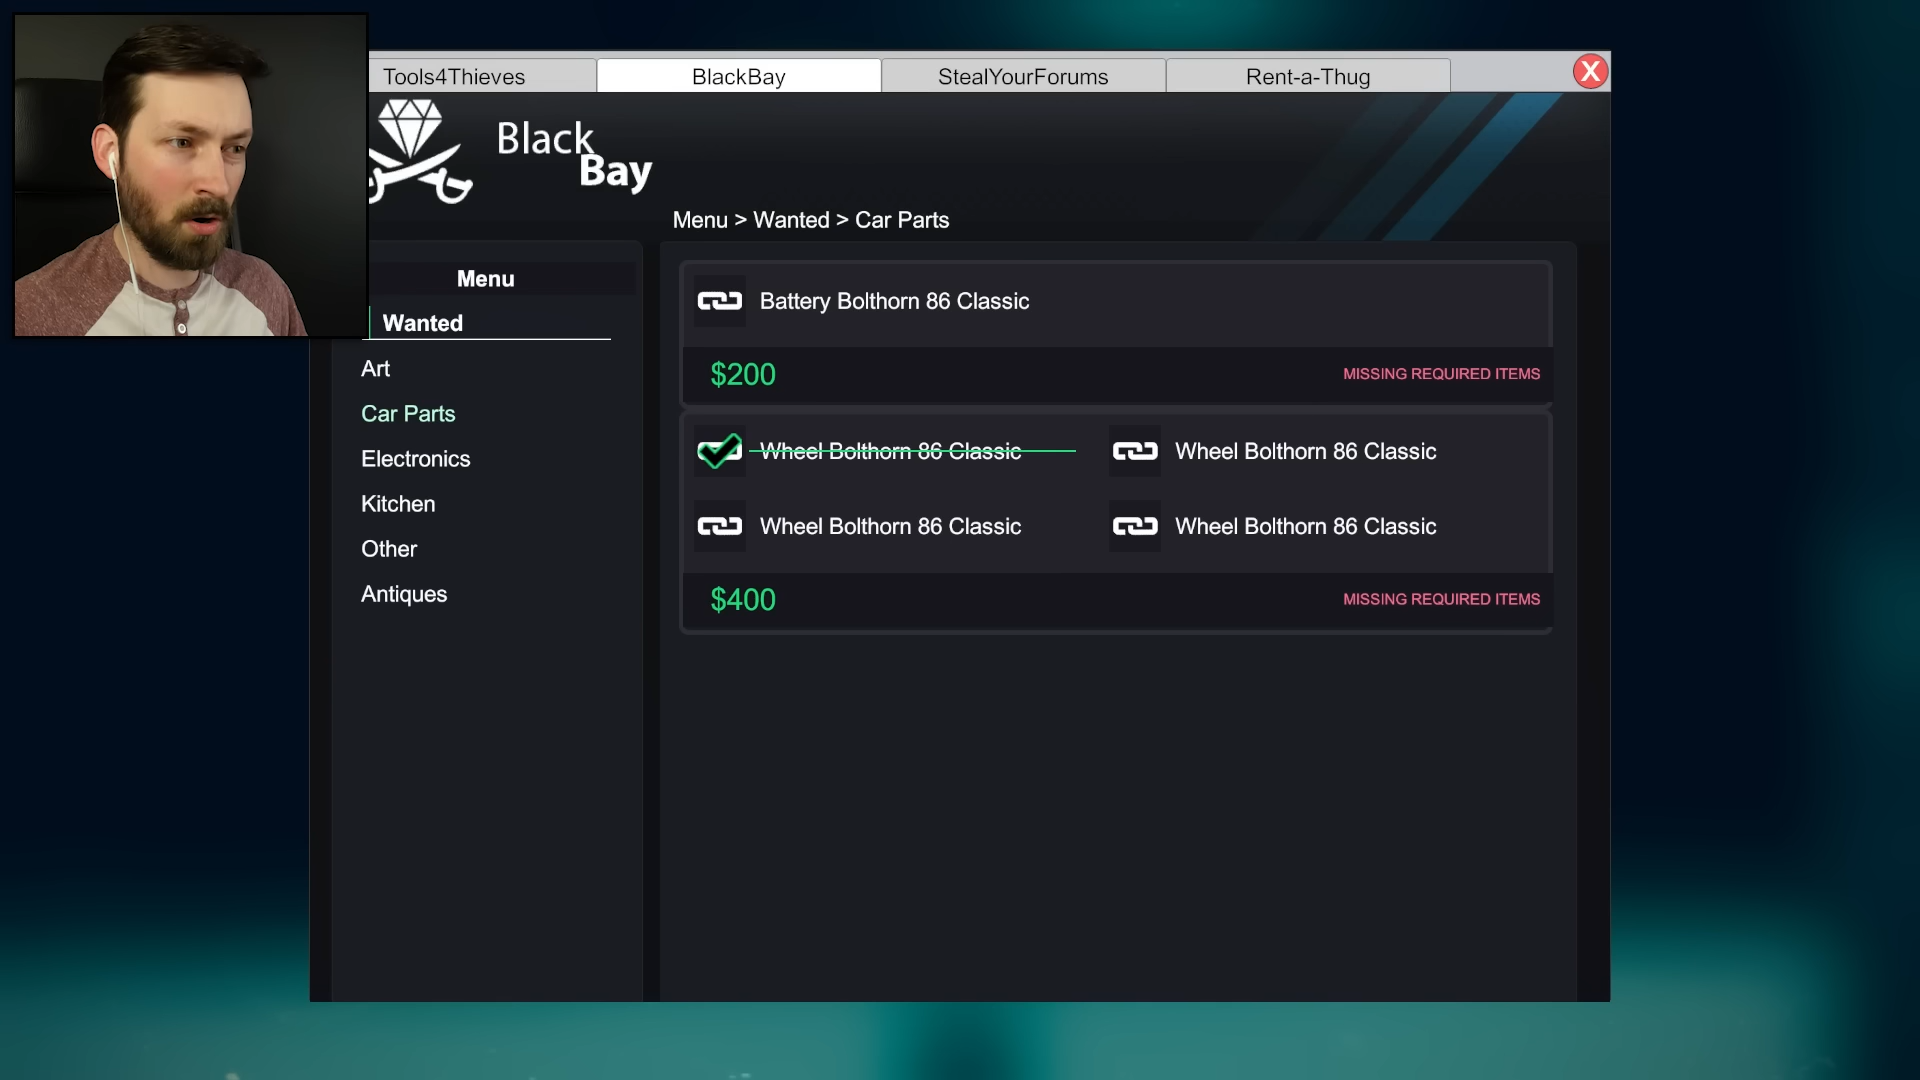 Tools4Thieves BlackBay StealYourForums Rent-a-Thug X
Black
Bay
Menu > Wanted > Car Parts
Menu
Wanted
Art
Car Parts
Electronics
Kitchen
Other
Antiques
Battery Bolthorn 86 Classic
$200 MISSING REQUIRED ITEMS
Wheel Bolthorn 86 Classic Wheel Bolthorn 86 Classic
Wheel Bolthorn 86 Classic Wheel Bolthorn 86 Classic
$400 MISSING REQUIRED ITEMS